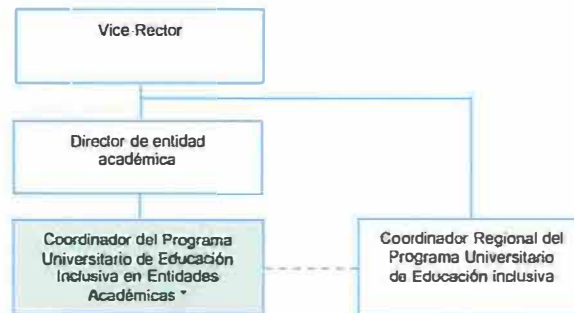 Vice-Rector
Director de entidad
académica
Coordinador del Programa
Universitario de Educación
Inclusiva en Entidades
Académicas *
Coordinador Regional del
Programa Universitario
de Educación inclusiva